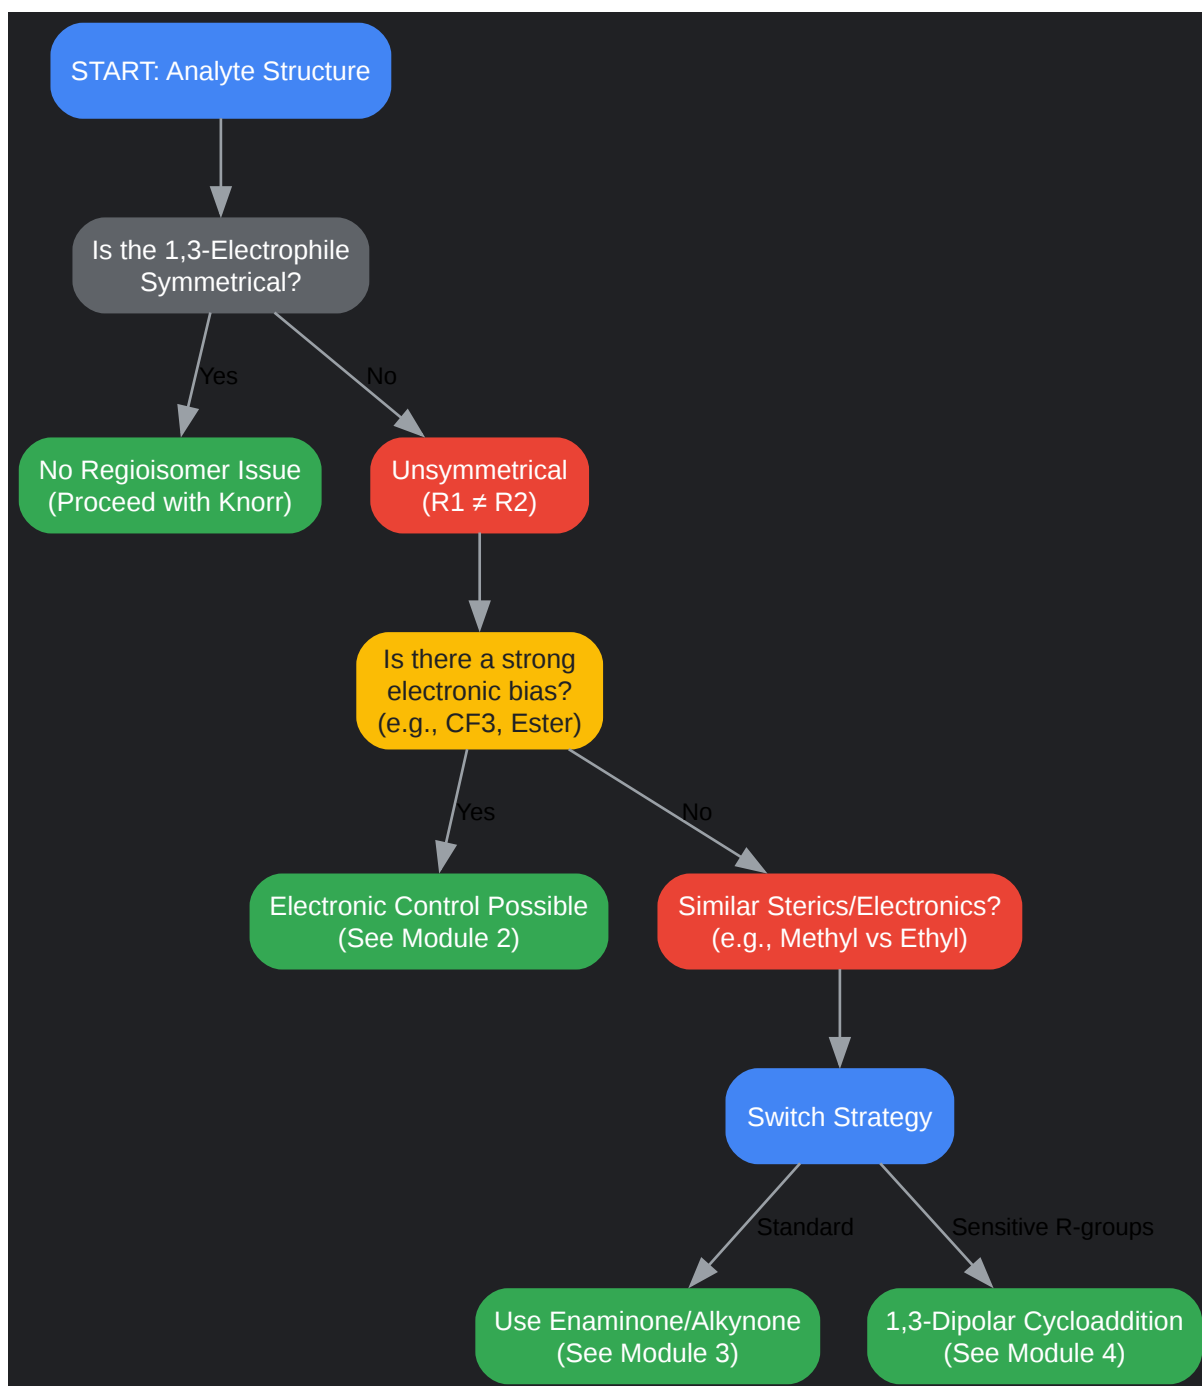 START: Analyte Structure
Is the 1,3-Electrophile
Symmetrical?
Yes
No
No Regioisomer Issue
(Proceed with Knorr)
Unsymmetrical
(R1 ≠ R2)
Is there a strong
electronic bias?
(e.g., CF3, Ester)
Yes
No
Electronic Control Possible
(See Module 2)
Similar Sterics/Electronics?
(e.g., Methyl vs Ethyl)
Switch Strategy
Standard
Sensitive R-groups
Use Enaminone/Alkynone
(See Module 3)
1,3-Dipolar Cycloaddition
(See Module 4)